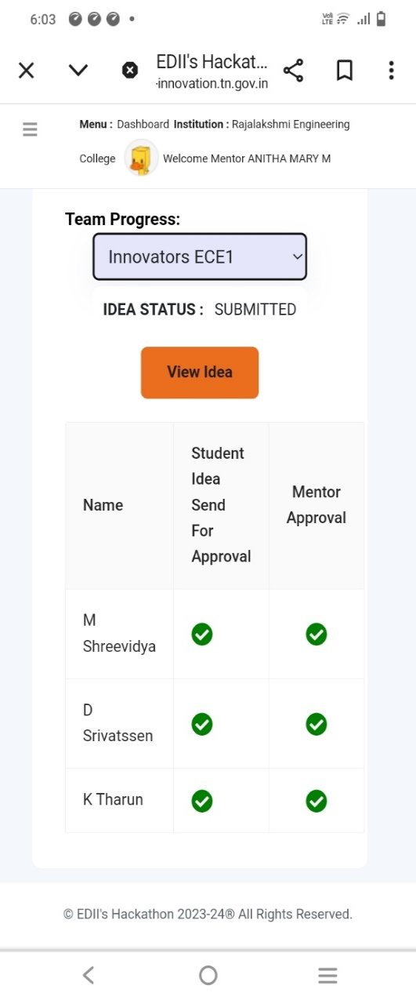 6:03
Vo)) LTE
EDII's Hackat...
-innovation.tn.gov.in
Menu : Dashboard Institution : Rajalakshmi Engineering
College Welcome Mentor ANITHA MARY M
Team Progress:
Innovators ECE1
IDEA STATUS : SUBMITTED
View Idea
Name
Student
Idea
Send
For
Approval
Mentor
Approval
M
Shreevidya
D
Srivatssen
K Tharun
© EDII's Hackathon 2023-24® All Rights Reserved.